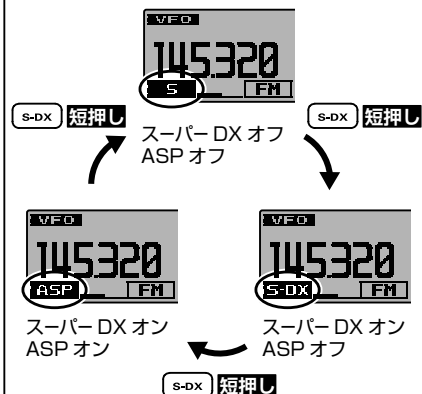 VFO
145.320
S FM
S-DX 短押し
S-DX 短押し
スーパー DX オフ
ASP オフ
VFO
145.320
ASP FM
VFO
145.320
S-DX FM
スーパー DX オン
ASP オン
スーパー DX オン
ASP オフ
S-DX 短押し